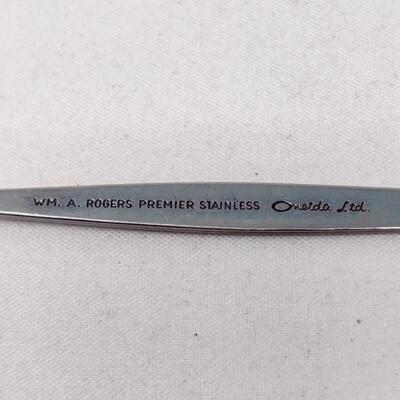 WM. A. ROGERS PREMIER STAINLESS Oneida Ltd.